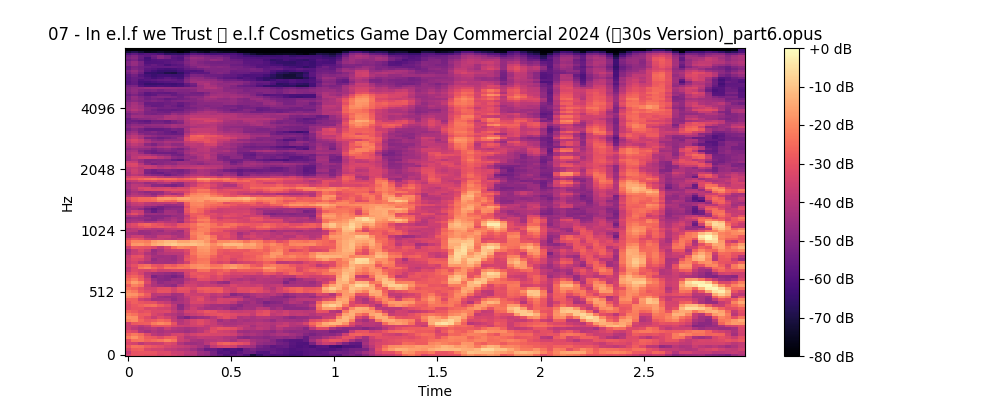 07 - In e.l.f we Trust ▯ e.l.f Cosmetics Game Day Commercial 2024 (▯30s Version)_part6.opus
+0 dB
-10 dB
-20 dB
-30 dB
-40 dB
-50 dB
-60 dB
-70 dB
-80 dB
4096
2048
1024
512
0
Hz
0
0.5
1
1.5
2
2.5
Time